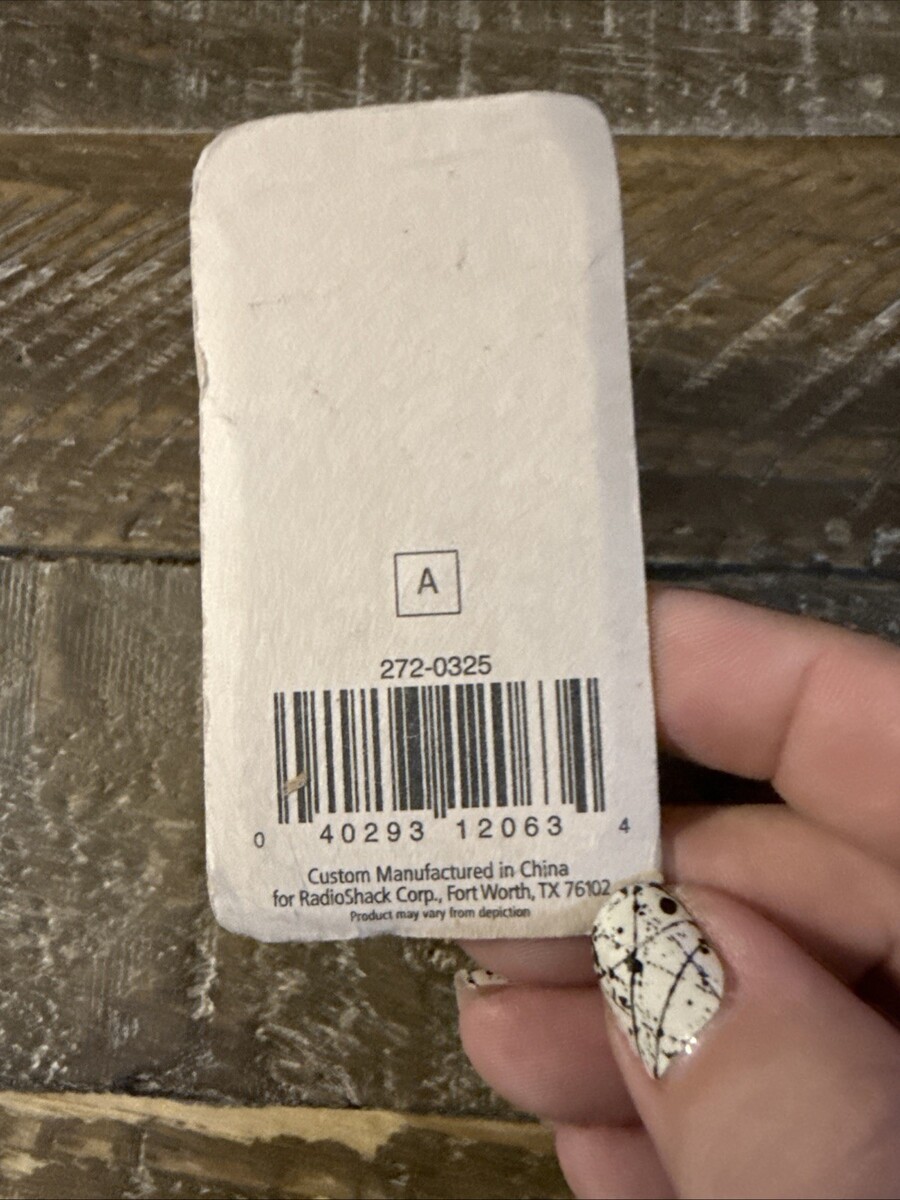 A
272-0325
0 40293 12063 4
Custom Manufactured in China
for RadioShack Corp., Fort Worth, TX 76102
Product may vary from depiction